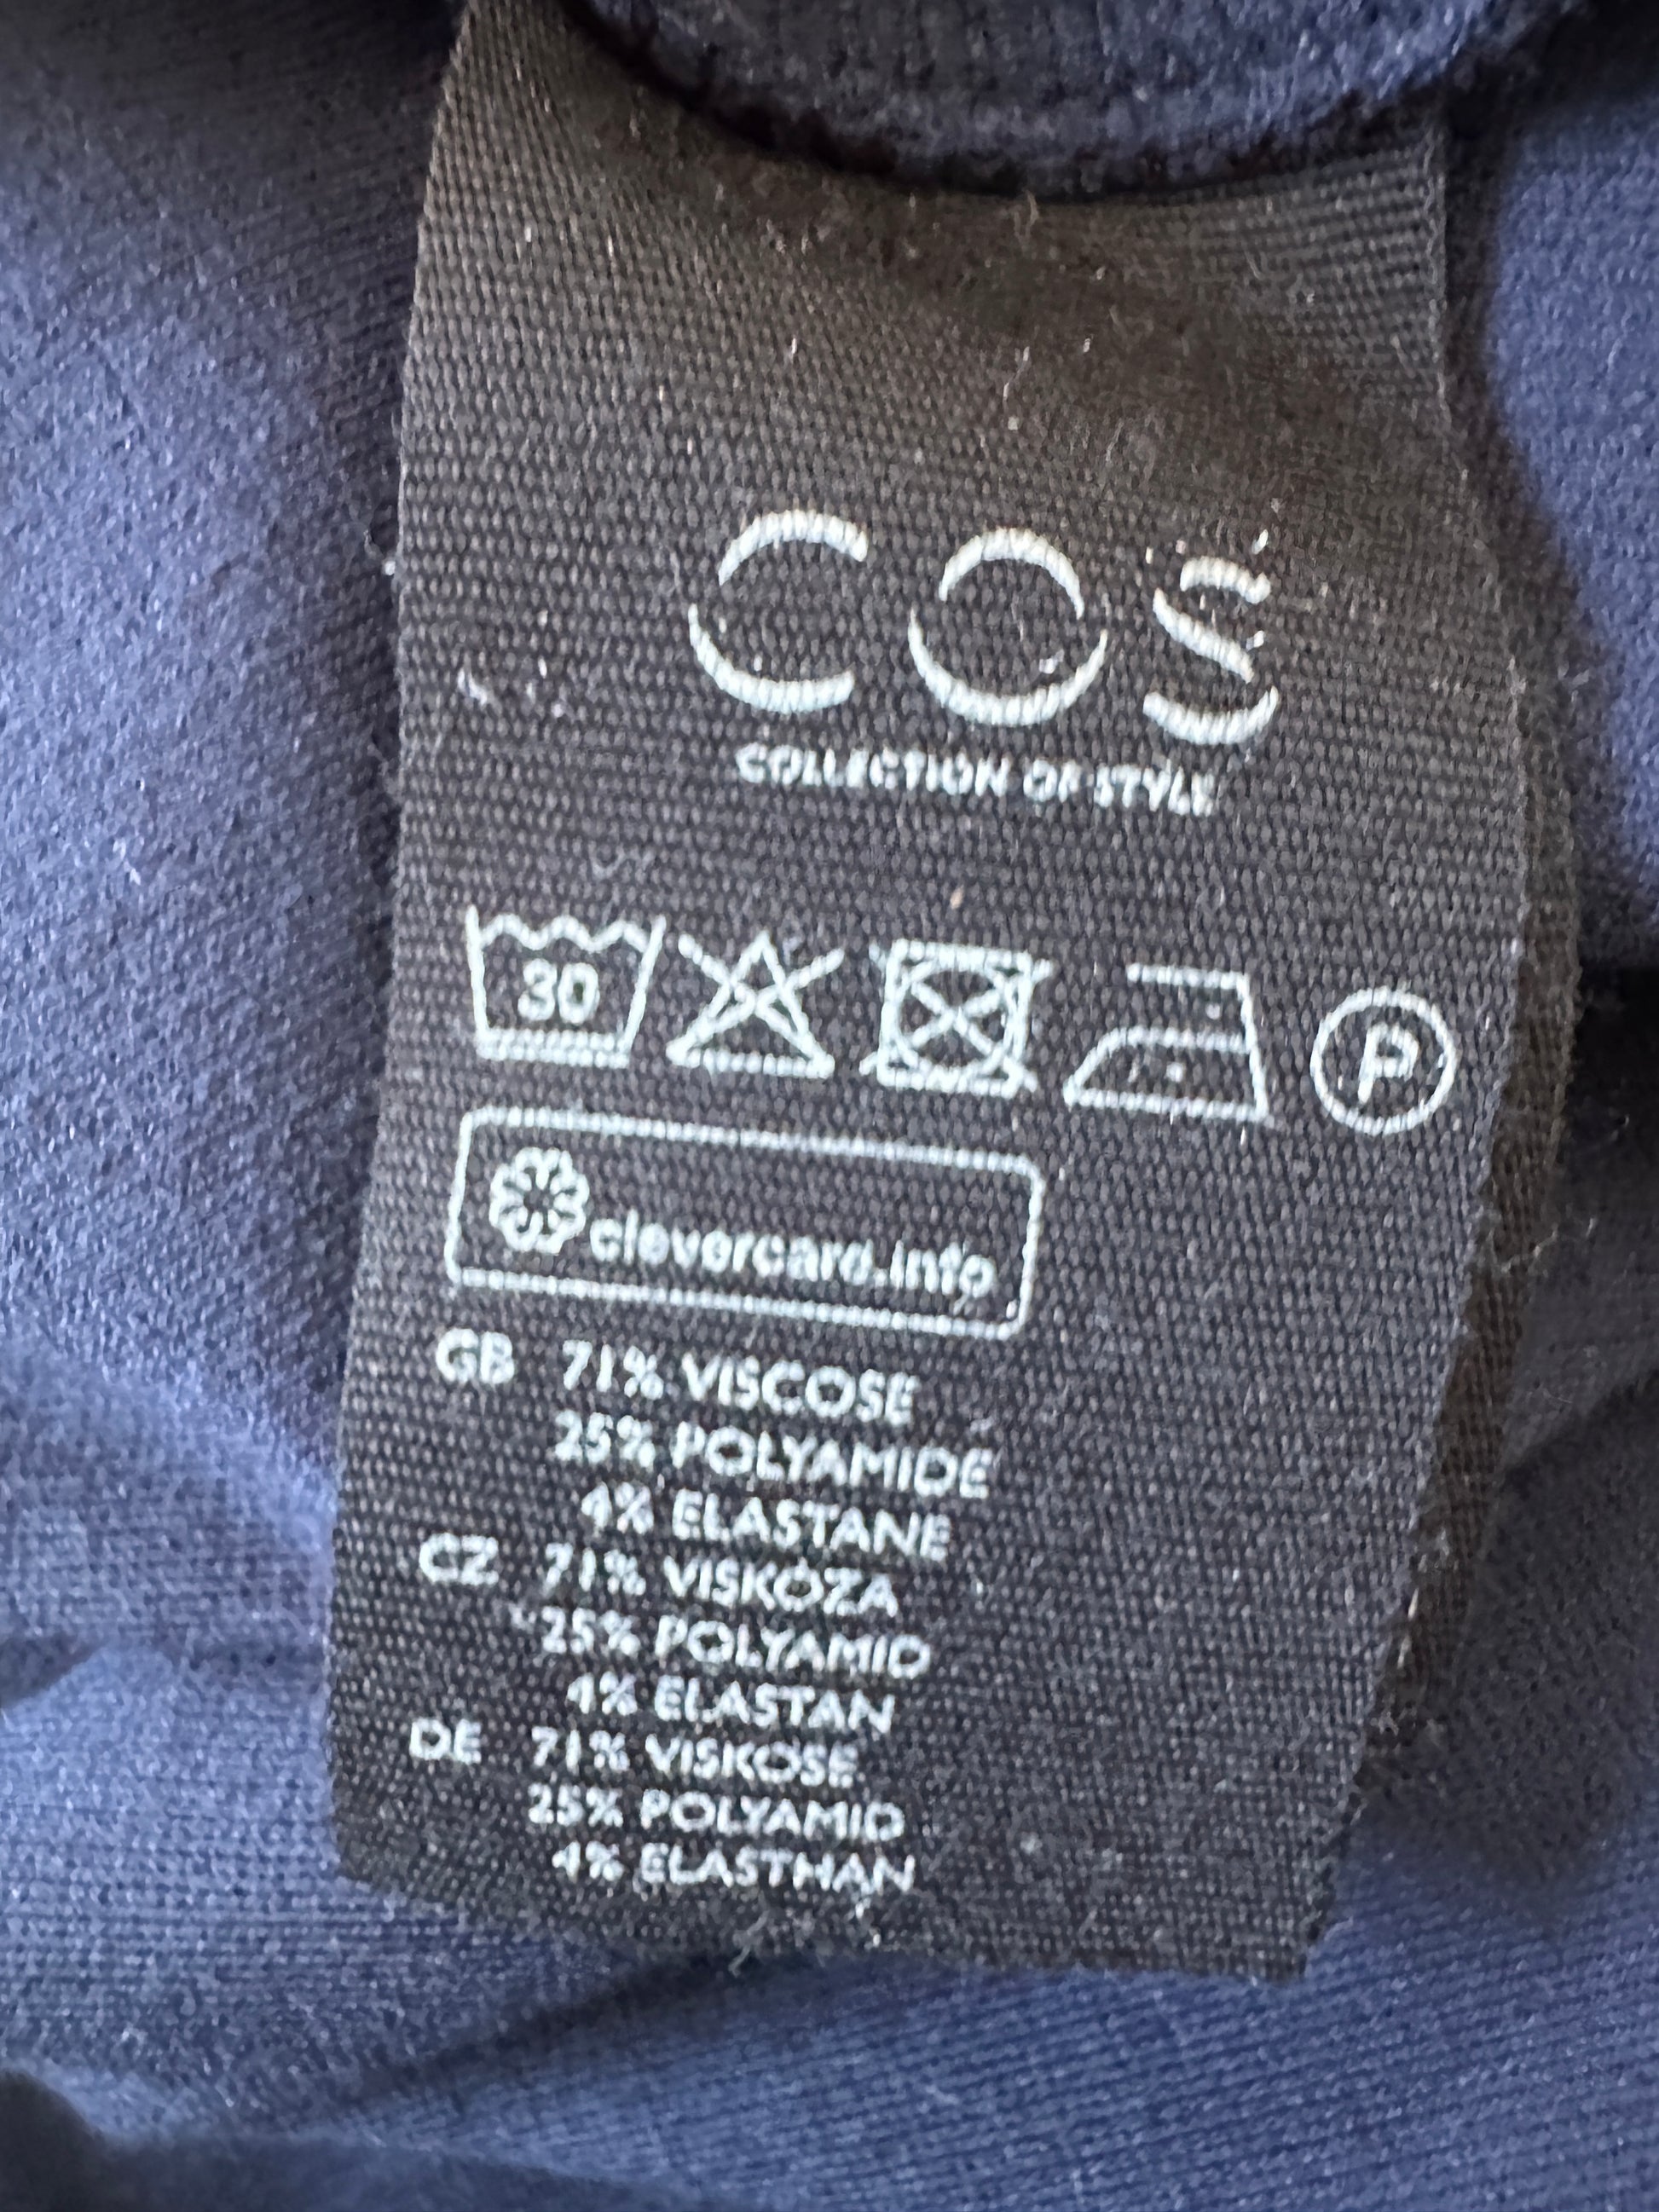 COS
COLLECTION OF STYLE
30
P
clevercare.info
GB 71% VISCOSE
25% POLYAMIDE
4% ELASTANE
CZ 71% VISKÓZA
25% POLYAMID
4% ELASTAN
DE 71% VISKOSE
25% POLYAMID
4% ELASTHAN